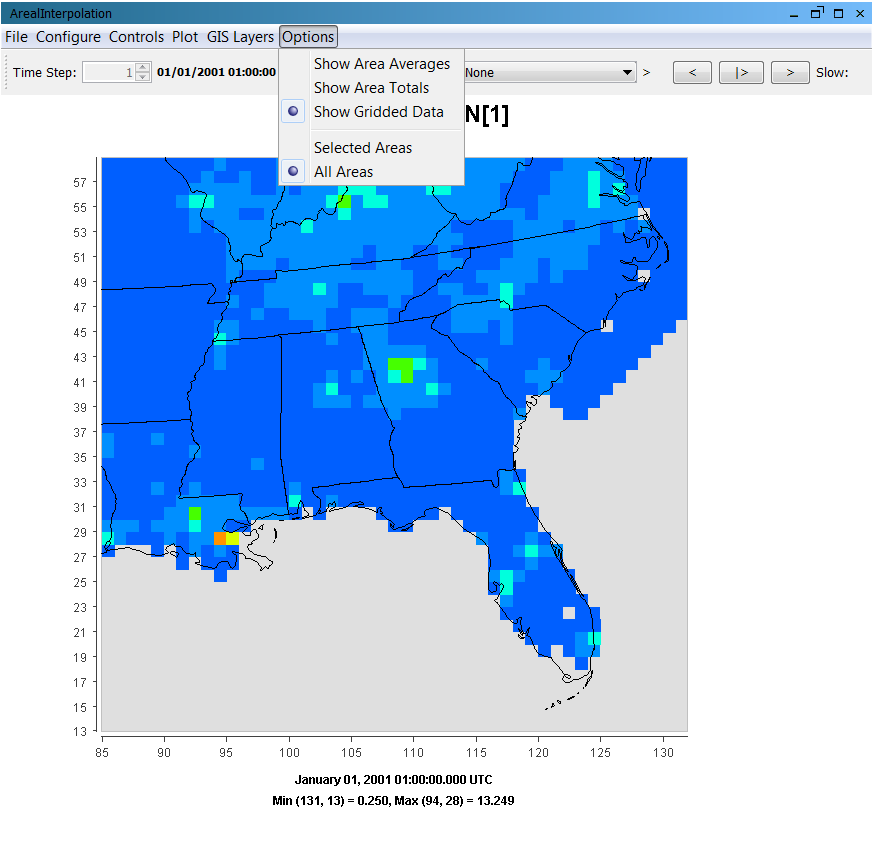 ArealInterpolation
File Configure Controls Plot GIS Layers Options
Time Step: 1 01/01/2001 01:00:00 None > < |> > Slow:
Show Area Averages
Show Area Totals
Show Gridded Data
Selected Areas
All Areas
N[1]
57
55
53
51
49
47
45
43
41
39
37
35
33
31
29
27
25
23
21
19
17
15
13
85 90 95 100 105 110 115 120 125 130
January 01, 2001 01:00:00.000 UTC
Min (131, 13) = 0.250, Max (94, 28) = 13.249